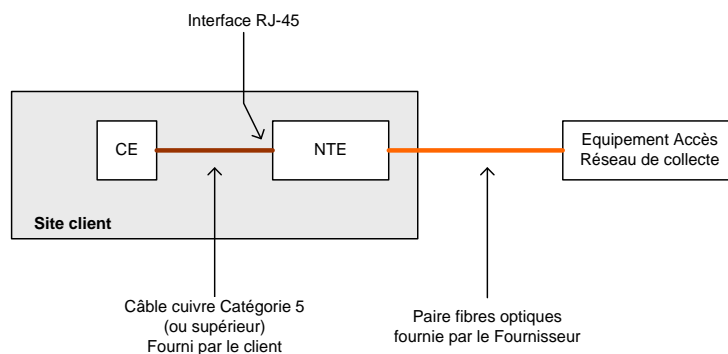 Interface RJ-45
CE
NTE
Equipement Accès
Réseau de collecte
Site client
Câble cuivre Catégorie 5
(ou supérieur)
Fourni par le client
Paire fibres optiques
fournie par le Fournisseur